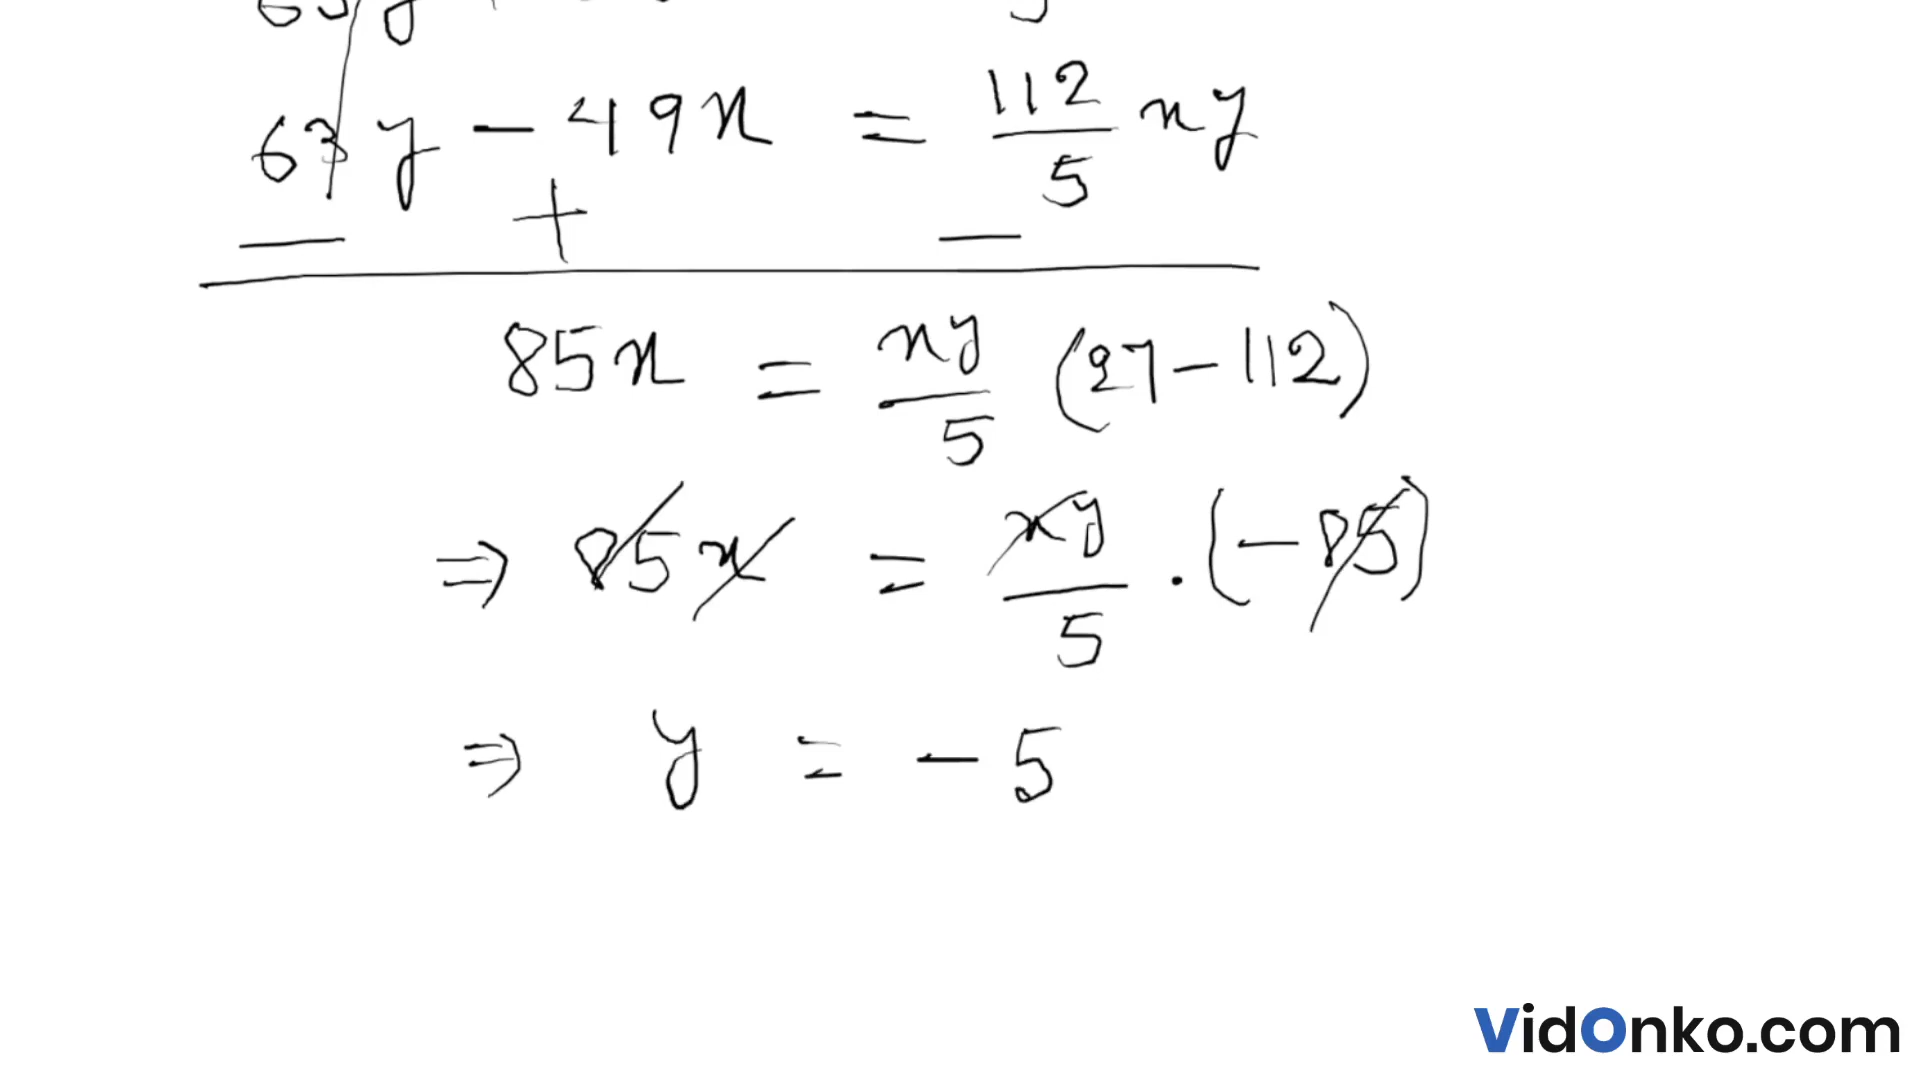 63y - 49x = 112/5 xy
- + -
85x = xy/5 (27 - 112)
⇒ 85x = xy/5 . (-85)
⇒ y = -5
VidOnko.com